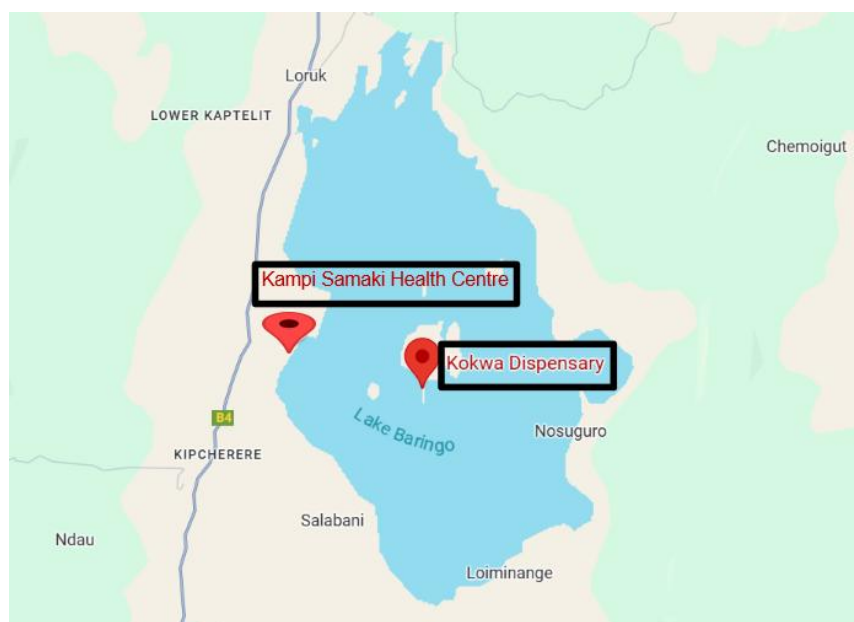 Loruk
LOWER KAPTELIT
Chemoigut
Kampi Samaki Health Centre
Kokwa Dispensary
Lake Baringo
B4
Nosuguro
KIPCHERERE
Salabani
Ndau
Loiminange